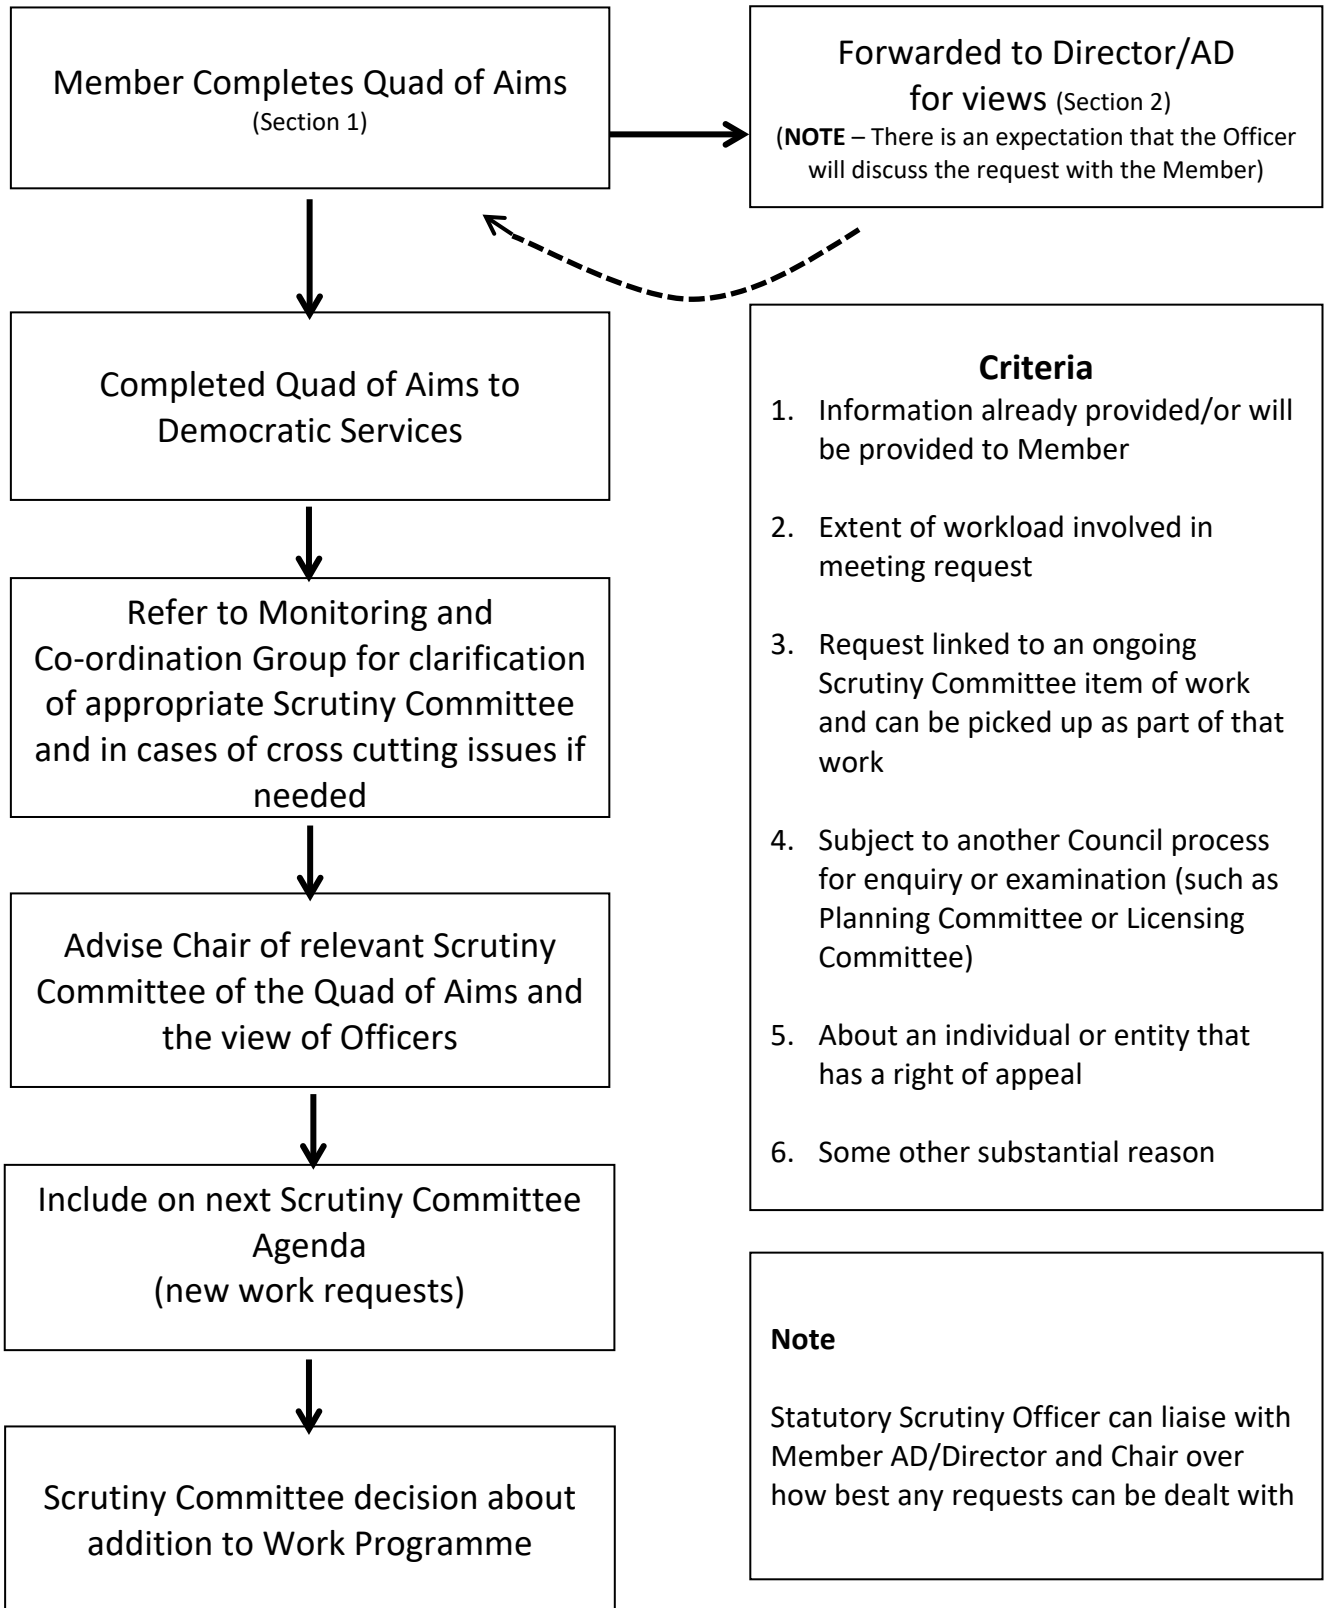 Member Completes Quad of Aims
(Section 1)
Forwarded to Director/AD
for views (Section 2)
(NOTE – There is an expectation that the Officer
will discuss the request with the Member)
Completed Quad of Aims to
Democratic Services
Refer to Monitoring and
Co-ordination Group for clarification
of appropriate Scrutiny Committee
and in cases of cross cutting issues if
needed
Advise Chair of relevant Scrutiny
Committee of the Quad of Aims and
the view of Officers
Include on next Scrutiny Committee
Agenda
(new work requests)
Scrutiny Committee decision about
addition to Work Programme
Criteria
1. Information already provided/or will
be provided to Member
2. Extent of workload involved in
meeting request
3. Request linked to an ongoing
Scrutiny Committee item of work
and can be picked up as part of that
work
4. Subject to another Council process
for enquiry or examination (such as
Planning Committee or Licensing
Committee)
5. About an individual or entity that
has a right of appeal
6. Some other substantial reason
Note
Statutory Scrutiny Officer can liaise with
Member AD/Director and Chair over
how best any requests can be dealt with